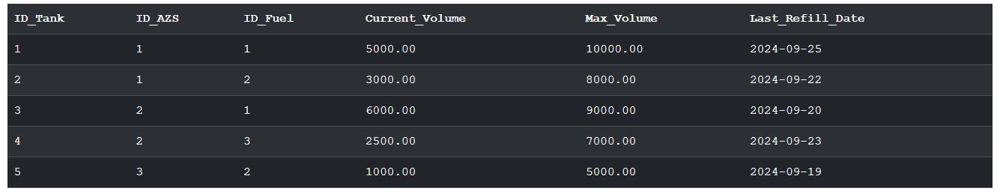 ID_Tank ID_AZS ID_Fuel Current_Volume Max_Volume Last_Refill_Date
1 1 1 5000.00 10000.00 2024-09-25
2 1 2 3000.00 8000.00 2024-09-22
3 2 1 6000.00 9000.00 2024-09-20
4 2 3 2500.00 7000.00 2024-09-23
5 3 2 1000.00 5000.00 2024-09-19